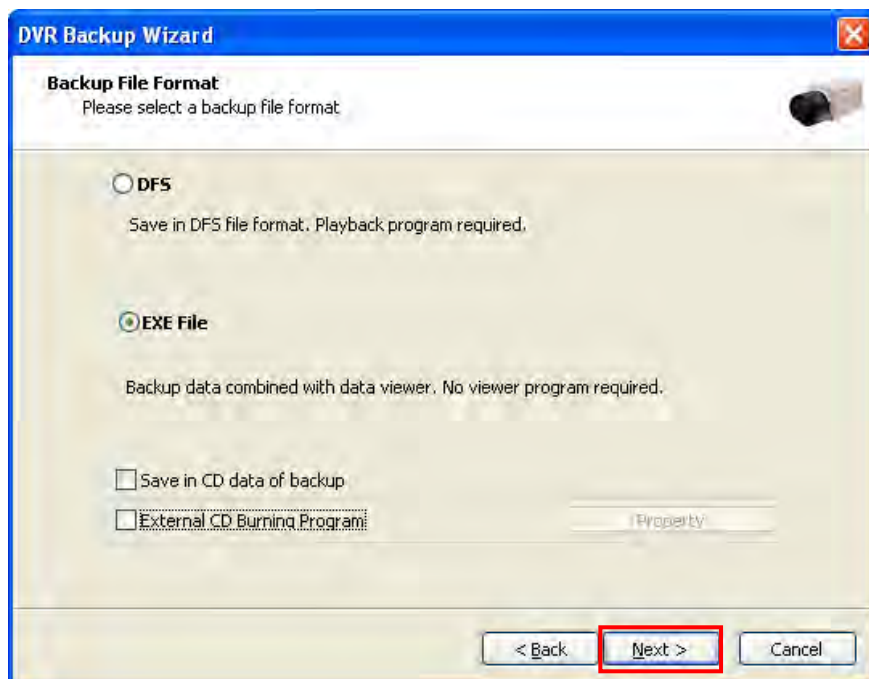 DVR Backup Wizard
Backup File Format
Please select a backup file format
DFS
Save in DFS file format. Playback program required.
EXE File
Backup data combined with data viewer. No viewer program required.
Save in CD data of backup
External CD Burning Program
Property
< Back
Next >
Cancel